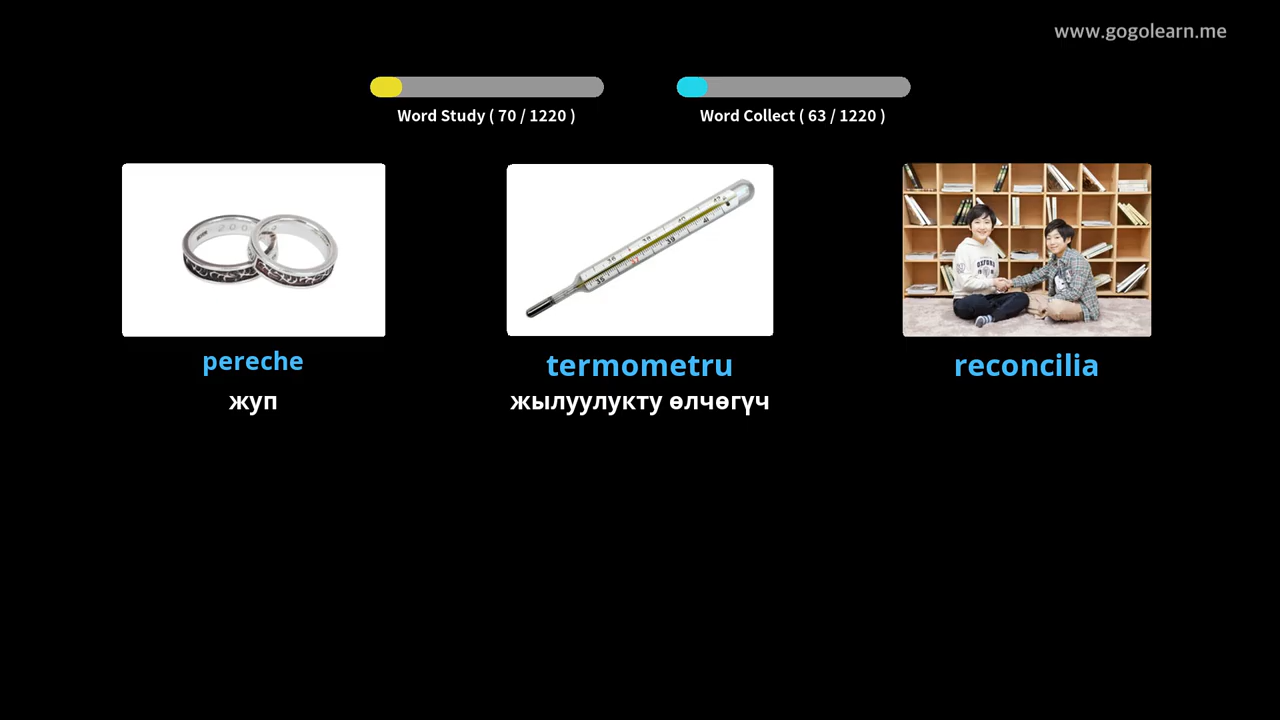 www.gogolearn.me
Word Study ( 70 / 1220 )
Word Collect ( 63 / 1220 )
pereche
жуп
termometru
жылуулукту өлчөгүч
reconcilia